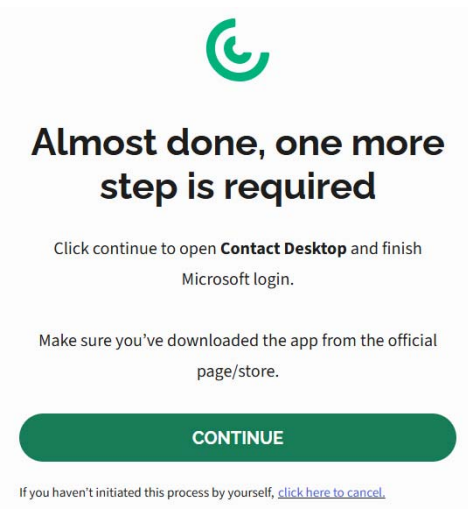 Almost done, one more
step is required
Click continue to open Contact Desktop and finish
Microsoft login.
Make sure you've downloaded the app from the official
page/store.
CONTINUE
If you haven't initiated this process by yourself, click here to cancel.